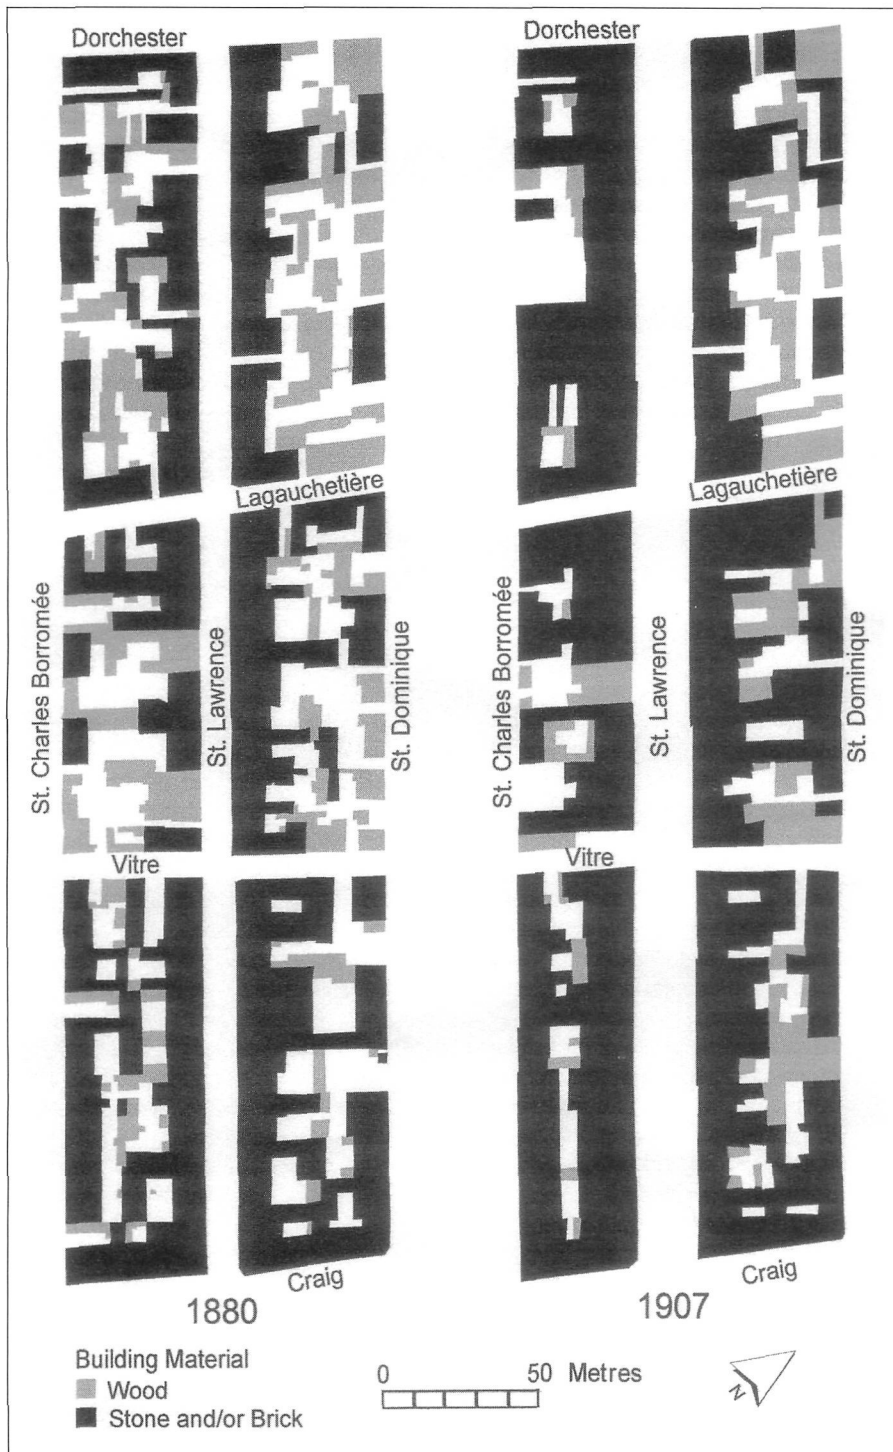 Dorchester
Dorchester
Lagauchetière
Lagauchetière
St. Charles Borromée
St. Lawrence
St. Dominique
St. Charles Borromée
St. Lawrence
St. Dominique
Vitre
Vitre
Craig
Craig
1880
1907
Building Material
Wood
Stone and/or Brick
0 50 Metres
N